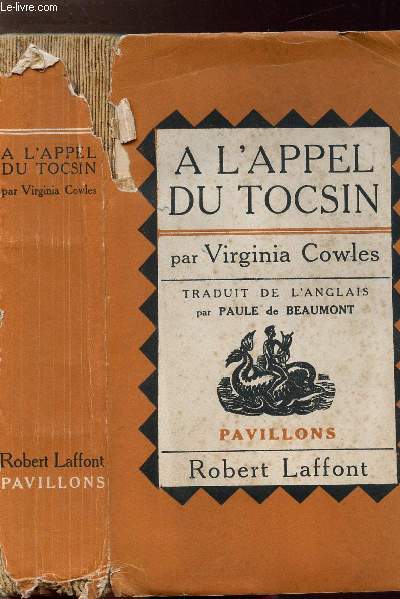 www.Le-livre.com
A L'APPEL
DU TOCSIN
par Virginia Cowles
Robert Laffont
PAVILLONS
A L'APPEL
DU TOCSIN
par Virginia Cowles
TRADUIT DE L'ANGLAIS
par PAULE de BEAUMONT
PAVILLONS
Robert Laffont